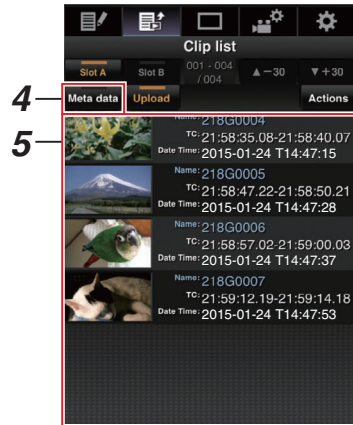 Clip list
Slot A
Slot B
001 - 004
/ 004
▲−30
▼+30
4
Meta data
Upload
Actions
5
Name: 218G0004
TC: 21:58:35.08-21:58:40.07
Date Time: 2015-01-24 T14:47:15
Name: 218G0005
TC: 21:58:47.22-21:58:50.21
Date Time: 2015-01-24 T14:47:28
Name: 218G0006
TC: 21:58:57.02-21:59:00.03
Date Time: 2015-01-24 T14:47:37
Name: 218G0007
TC: 21:59:12.19-21:59:14.18
Date Time: 2015-01-24 T14:47:53